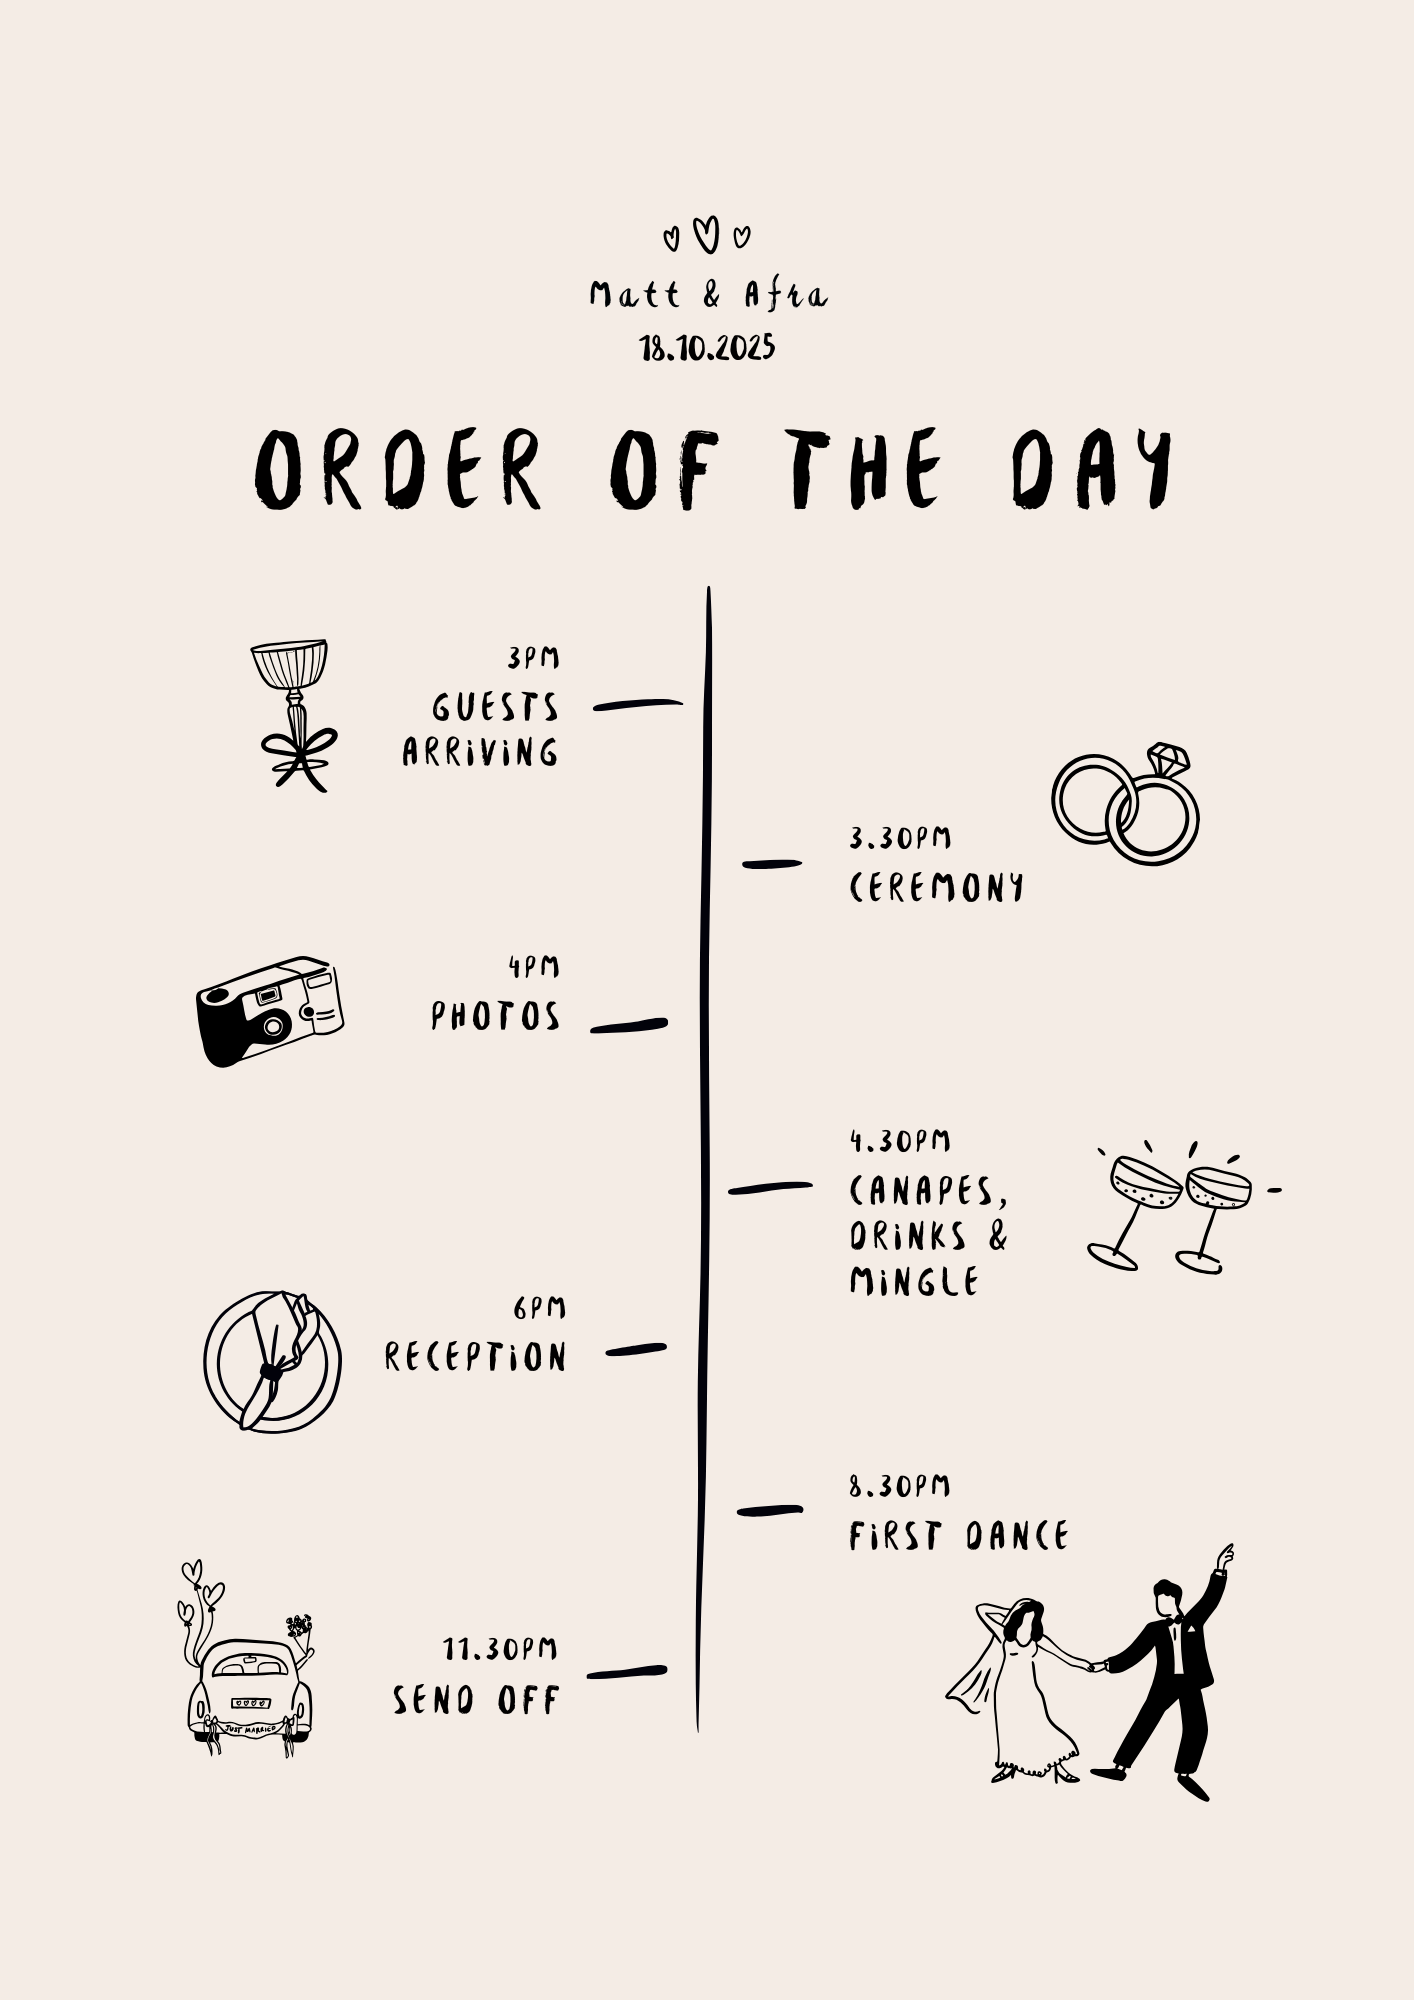 Matt & Afra
18.10.2025
ORDER OF THE DAY
3PM
GUESTS
ARRiViNG
3.30PM
CEREMONY
4PM
PHOTOS
4.30PM
CANAPES,
DRiNKS &
MiNGLE
6PM
RECEPTiON
8.30PM
FiRST DANCE
11.30PM
SEND OFF
JUST MARRIED